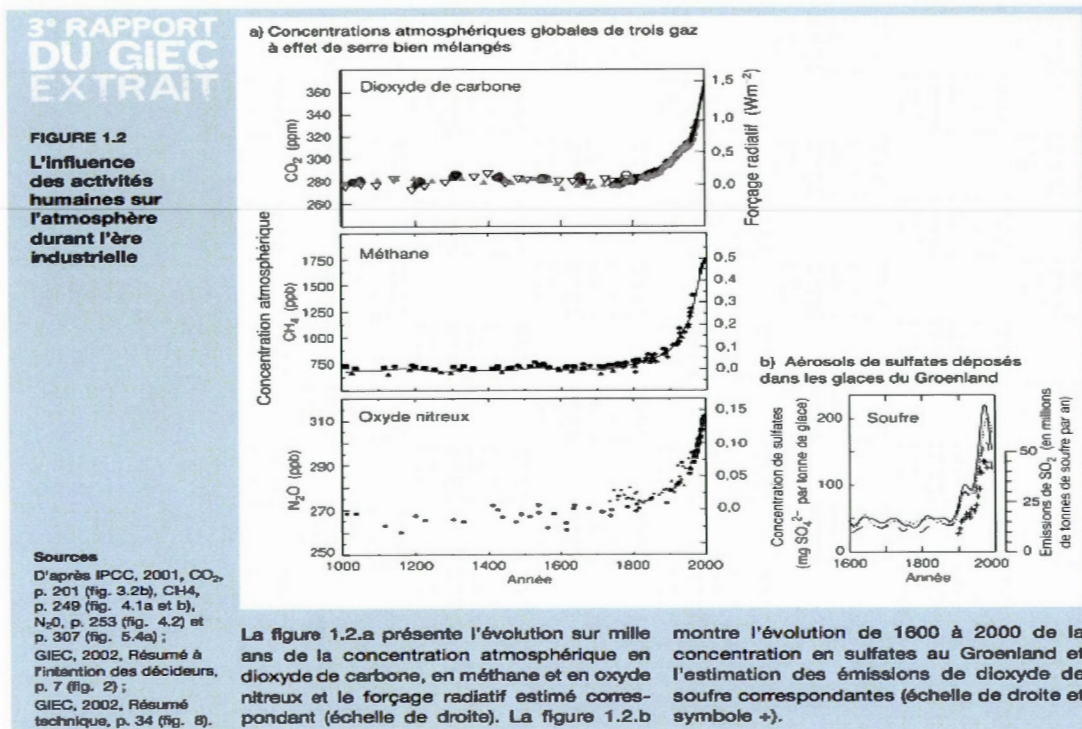 3e RAPPORT
DU GIEC
EXTRAIT
FIGURE 1.2
L'influence
des activités
humaines sur
l'atmosphère
durant l'ère
industrielle
Sources
D'après IPCC, 2001, CO₂,
p. 201 (fig. 3.2b), CH4,
p. 249 (fig. 4.1a et b),
N₂0, p. 253 (fig. 4.2) et
p. 307 (fig. 5.4a) ;
GIEC, 2002, Résumé à
l'intention des décideurs,
p. 7 (fig. 2) ;
GIEC, 2002, Résumé
technique, p. 34 (fig. 8).
a) Concentrations atmosphériques globales de trois gaz
à effet de serre bien mélangés
Concentration atmosphérique
Dioxyde de carbone
CO₂ (ppm)
360
340
320
300
280
260
1,5
1,0
0,5
0,0
Forçage radiatif (Wm⁻²)
Méthane
CH₄ (ppb)
1750
1500
1250
1000
750
0,5
0,4
0,3
0,2
0,1
0,0
Oxyde nitreux
N₂O (ppb)
310
290
270
250
0,15
0,10
0,05
0,0
1000 1200 1400 1600 1800 2000
Année
b) Aérosols de sulfates déposés
dans les glaces du Groenland
Soufre
Concentration de sulfates
(mg SO₄²⁻ par tonne de glace)
200
100
0
50
25
0
Émissions de SO₂ (en millions
de tonnes de soufre par an)
1600 1800 2000
Année
La figure 1.2.a présente l'évolution sur mille
ans de la concentration atmosphérique en
dioxyde de carbone, en méthane et en oxyde
nitreux et le forçage radiatif estimé corres-
pondant (échelle de droite). La figure 1.2.b
montre l'évolution de 1600 à 2000 de la
concentration en sulfates au Groenland et
l'estimation des émissions de dioxyde de
soufre correspondantes (échelle de droite et
symbole +).